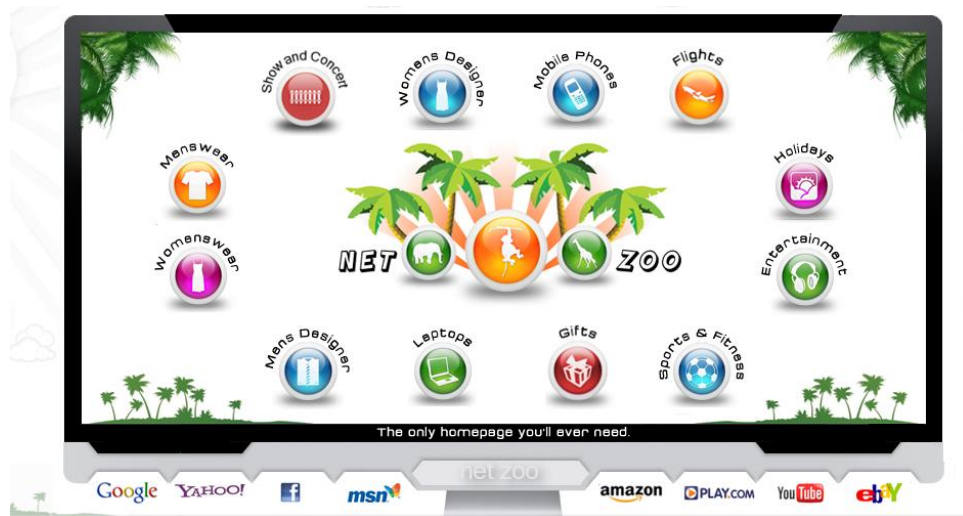 Show and Concert
Womens Designer
Mobile Phones
Flights
Menswear
Holidays
NET ZOO
Womenswear
Entertainment
Mens Designer
Laptops
Gifts
Sports & Fitness
The only homepage you'll ever need.
net zoo
Google
YAHOO!
f
msn
amazon
PLAY.COM
YouTube
ebaY